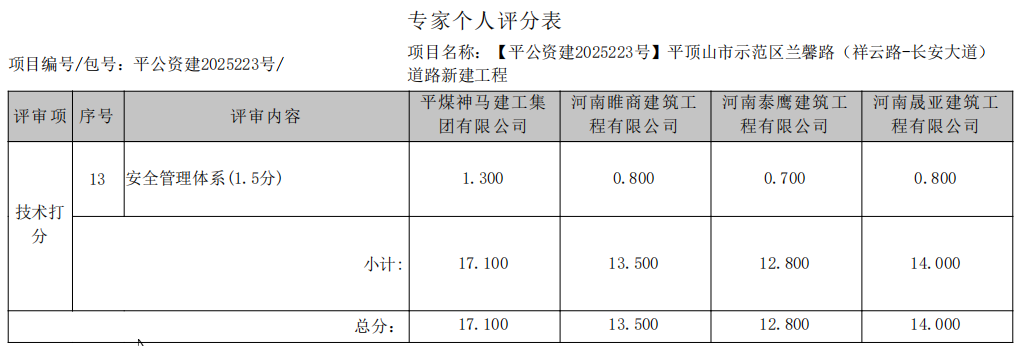 专家个人评分表
项目编号/包号: 平公资建2025223号/
项目名称: 【平公资建2025223号】平顶山市示范区兰馨路（祥云路-长安大道）
道路新建工程
评审项 序号 评审内容 平煤神马建工集团有限公司 河南睢商建筑工程有限公司 河南泰鹰建筑工程有限公司 河南晟亚建筑工程有限公司
技术打分 13 安全管理体系(1.5分) 1.300 0.800 0.700 0.800
小计: 17.100 13.500 12.800 14.000
总分: 17.100 13.500 12.800 14.000